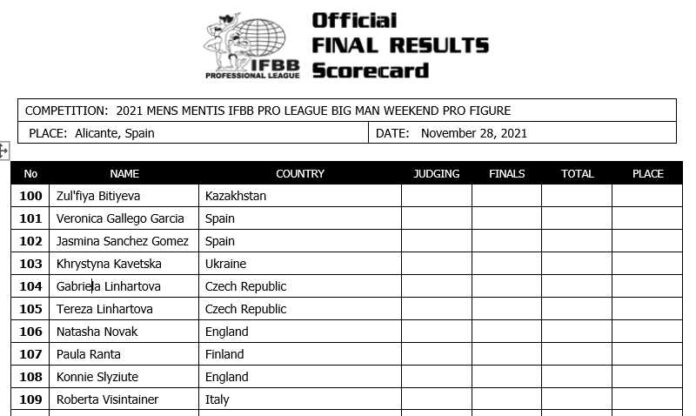 Official
FINAL RESULTS
Scorecard
IFBB
PROFESSIONAL LEAGUE
COMPETITION: 2021 MENS MENTIS IFBB PRO LEAGUE BIG MAN WEEKEND PRO FIGURE
PLACE: Alicante, Spain DATE: November 28, 2021
No NAME COUNTRY JUDGING FINALS TOTAL PLACE
100 Zul'fiya Bitiyeva Kazakhstan
101 Veronica Gallego Garcia Spain
102 Jasmina Sanchez Gomez Spain
103 Khrystyna Kavetska Ukraine
104 Gabriela Linhartova Czech Republic
105 Tereza Linhartova Czech Republic
106 Natasha Novak England
107 Paula Ranta Finland
108 Konnie Slyziute England
109 Roberta Visintainer Italy